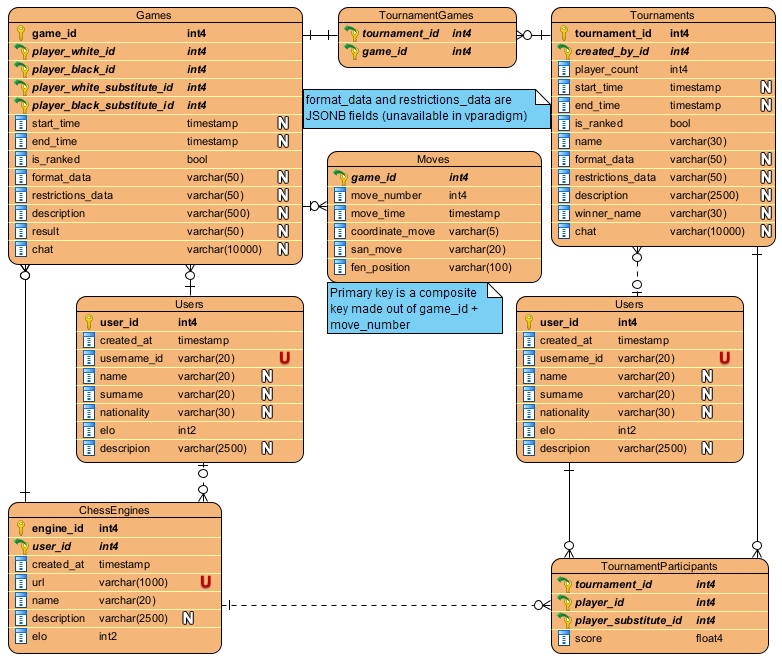 Games
game_id int4
player_white_id int4
player_black_id int4
player_white_substitute_id int4
player_black_substitute_id int4
start_time timestamp N
end_time timestamp N
is_ranked bool
format_data varchar(50) N
restrictions_data varchar(50) N
description varchar(500) N
result varchar(50) N
chat varchar(10000) N
TournamentGames
tournament_id int4
game_id int4
Tournaments
tournament_id int4
created_by_id int4
player_count int4
start_time timestamp N
end_time timestamp N
is_ranked bool
name varchar(30)
format_data varchar(50) N
restrictions_data varchar(50) N
description varchar(2500) N
winner_name varchar(30) N
chat varchar(10000) N
format_data and restrictions_data are
JSONB fields (unavailable in vparadigm)
Moves
game_id int4
move_number int4
move_time timestamp
coordinate_move varchar(5)
san_move varchar(20)
fen_position varchar(100)
Primary key is a composite
key made out of game_id +
move_number
Users
user_id int4
created_at timestamp
username_id varchar(20) U
name varchar(20) N
surname varchar(20) N
nationality varchar(30) N
elo int2
descripion varchar(2500) N
Users
user_id int4
created_at timestamp
username_id varchar(20) U
name varchar(20) N
surname varchar(20) N
nationality varchar(30) N
elo int2
descripion varchar(2500) N
ChessEngines
engine_id int4
user_id int4
created_at timestamp
url varchar(1000) U
name varchar(20)
description varchar(2500) N
elo int2
TournamentParticipants
tournament_id int4
player_id int4
player_substitute_id int4
score float4